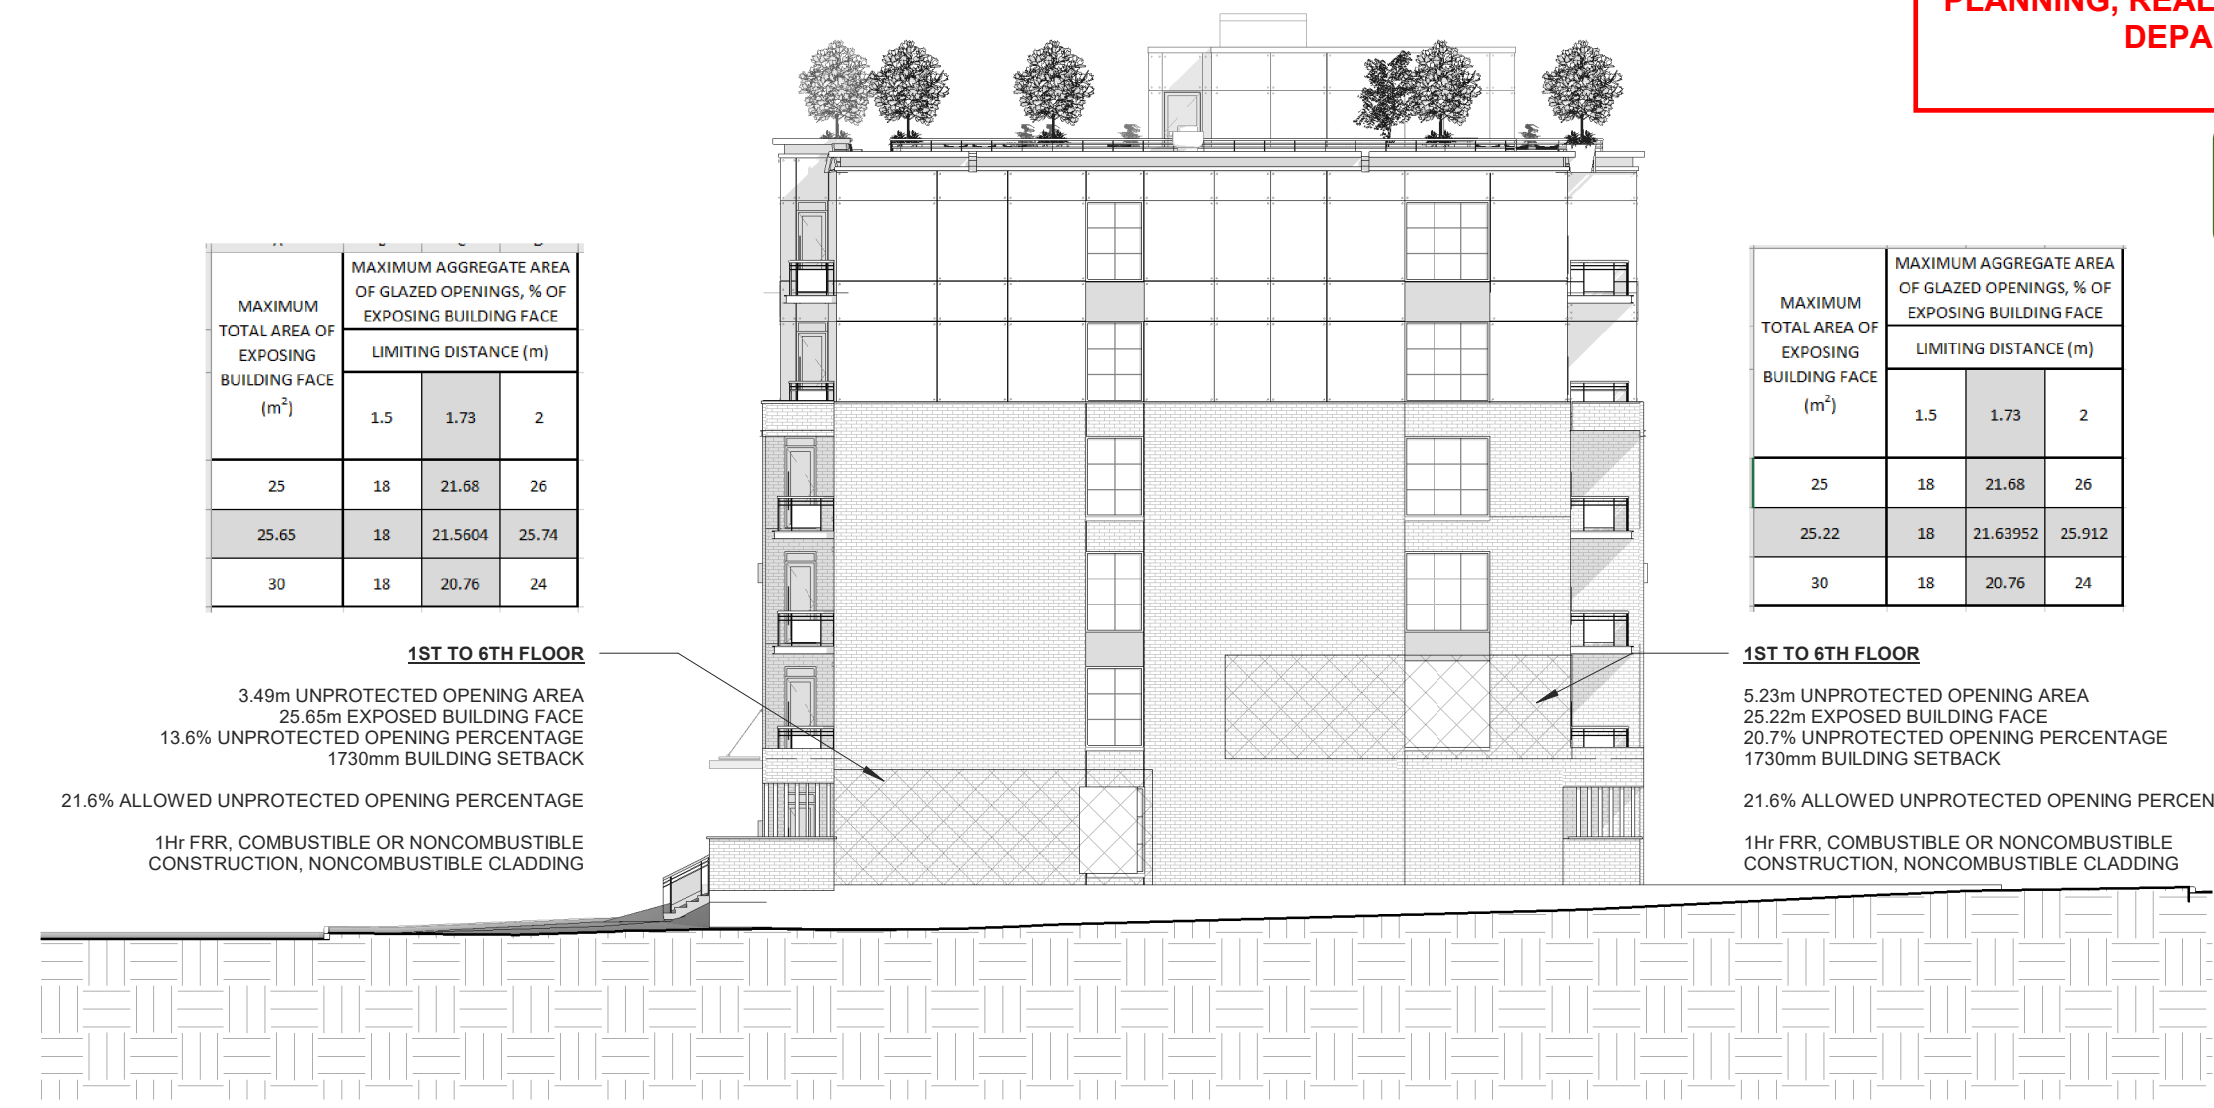 PLANNING, REAL
DEPA
MAXIMUM
TOTAL AREA OF
EXPOSING
BUILDING FACE
(m²)
MAXIMUM AGGREGATE AREA
OF GLAZED OPENINGS, % OF
EXPOSING BUILDING FACE
LIMITING DISTANCE (m)
1.5 1.73 2
25 18 21.68 26
25.65 18 21.5604 25.74
30 18 20.76 24
1ST TO 6TH FLOOR
3.49m UNPROTECTED OPENING AREA
25.65m EXPOSED BUILDING FACE
13.6% UNPROTECTED OPENING PERCENTAGE
1730mm BUILDING SETBACK
21.6% ALLOWED UNPROTECTED OPENING PERCENTAGE
1Hr FRR, COMBUSTIBLE OR NONCOMBUSTIBLE
CONSTRUCTION, NONCOMBUSTIBLE CLADDING
MAXIMUM
TOTAL AREA OF
EXPOSING
BUILDING FACE
(m²)
MAXIMUM AGGREGATE AREA
OF GLAZED OPENINGS, % OF
EXPOSING BUILDING FACE
LIMITING DISTANCE (m)
1.5 1.73 2
25 18 21.68 26
25.22 18 21.63952 25.912
30 18 20.76 24
1ST TO 6TH FLOOR
5.23m UNPROTECTED OPENING AREA
25.22m EXPOSED BUILDING FACE
20.7% UNPROTECTED OPENING PERCENTAGE
1730mm BUILDING SETBACK
21.6% ALLOWED UNPROTECTED OPENING PERCEN
1Hr FRR, COMBUSTIBLE OR NONCOMBUSTIBLE
CONSTRUCTION, NONCOMBUSTIBLE CLADDING